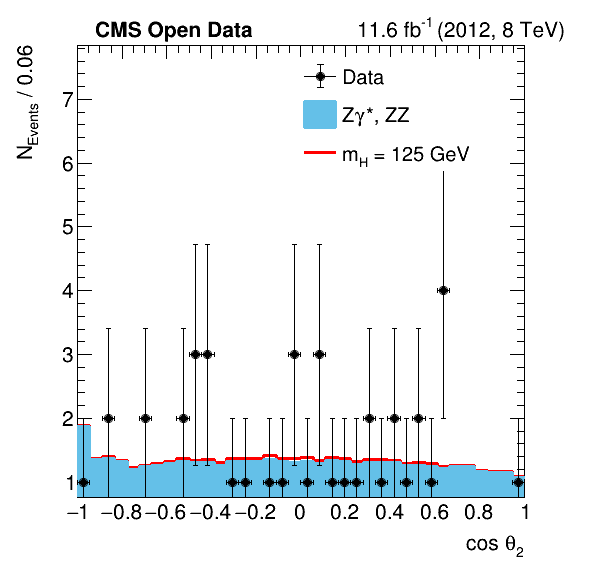 CMS Open Data 11.6 fb⁻¹ (2012, 8 TeV)
N_Events / 0.06
Data
Zγ*, ZZ
m_H = 125 GeV
7
6
5
4
3
2
1
−1 −0.8 −0.6 −0.4 −0.2 0 0.2 0.4 0.6 0.8 1
cos θ₂